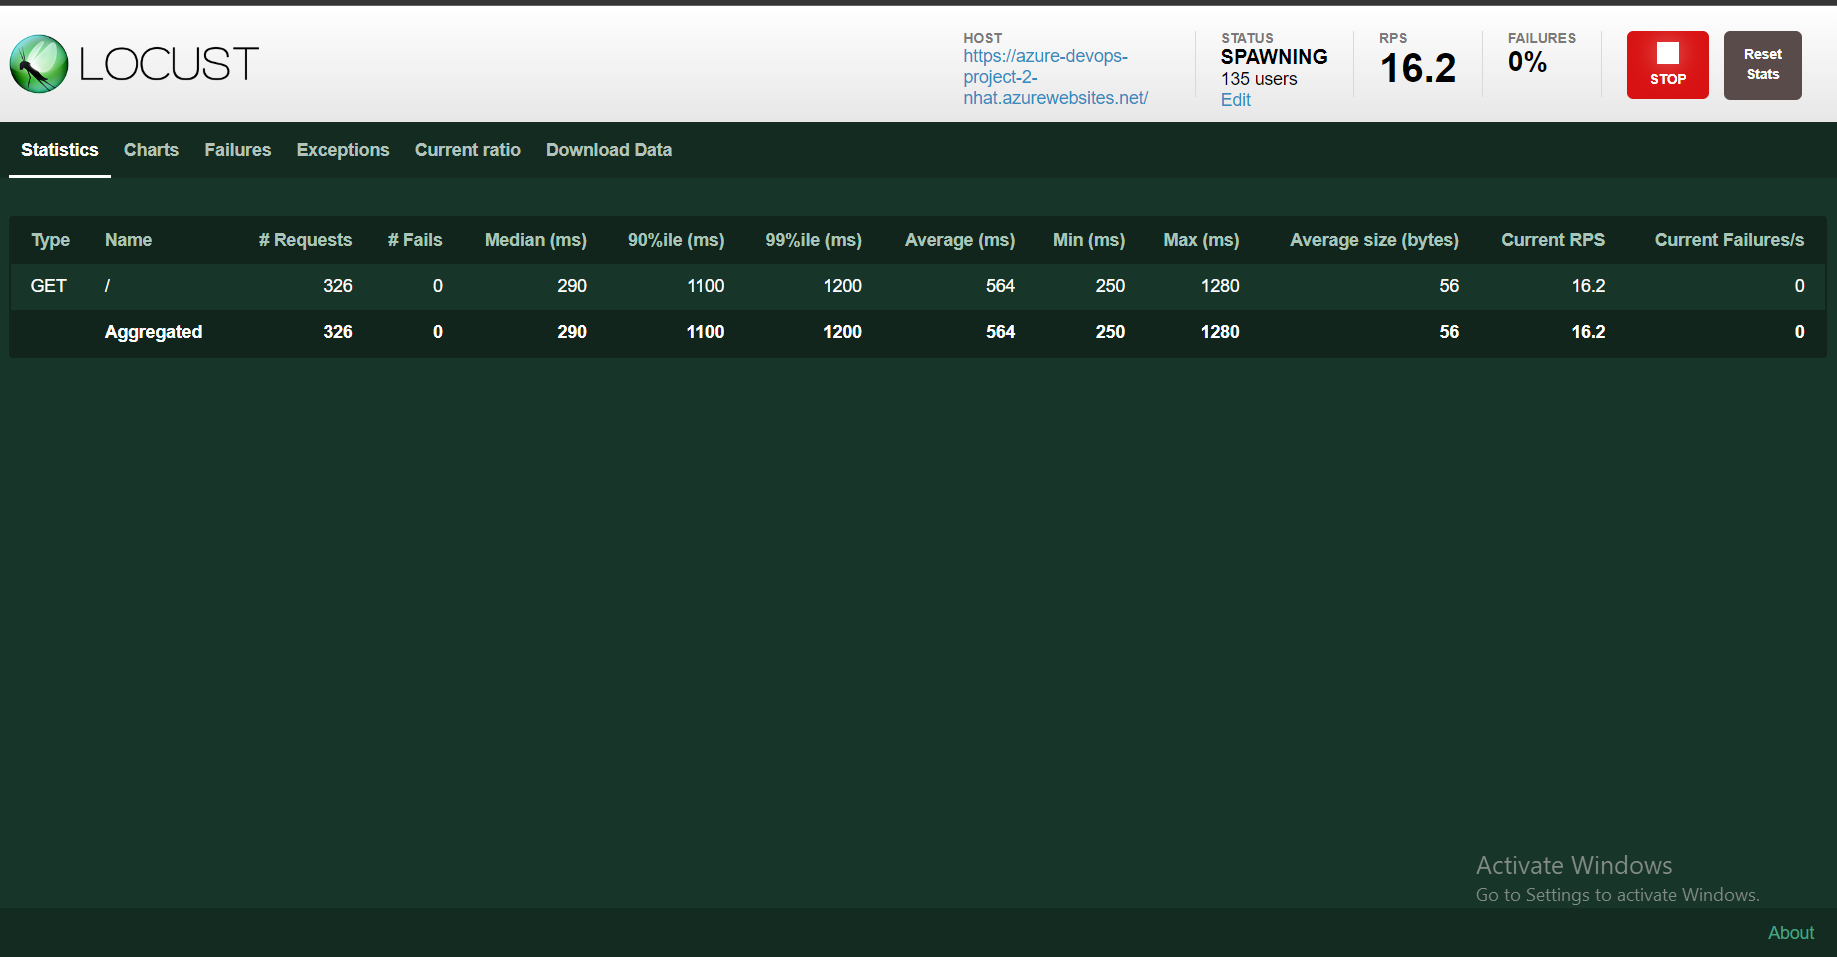 LOCUST
HOST
https://azure-devops-
project-2-
nhat.azurewebsites.net/
STATUS
SPAWNING
135 users
Edit
RPS
16.2
FAILURES
0%
STOP
Reset
Stats
Statistics Charts Failures Exceptions Current ratio Download Data
Type Name # Requests # Fails Median (ms) 90%ile (ms) 99%ile (ms) Average (ms) Min (ms) Max (ms) Average size (bytes) Current RPS Current Failures/s
GET / 326 0 290 1100 1200 564 250 1280 56 16.2 0
Aggregated 326 0 290 1100 1200 564 250 1280 56 16.2 0
Activate Windows
Go to Settings to activate Windows.
About